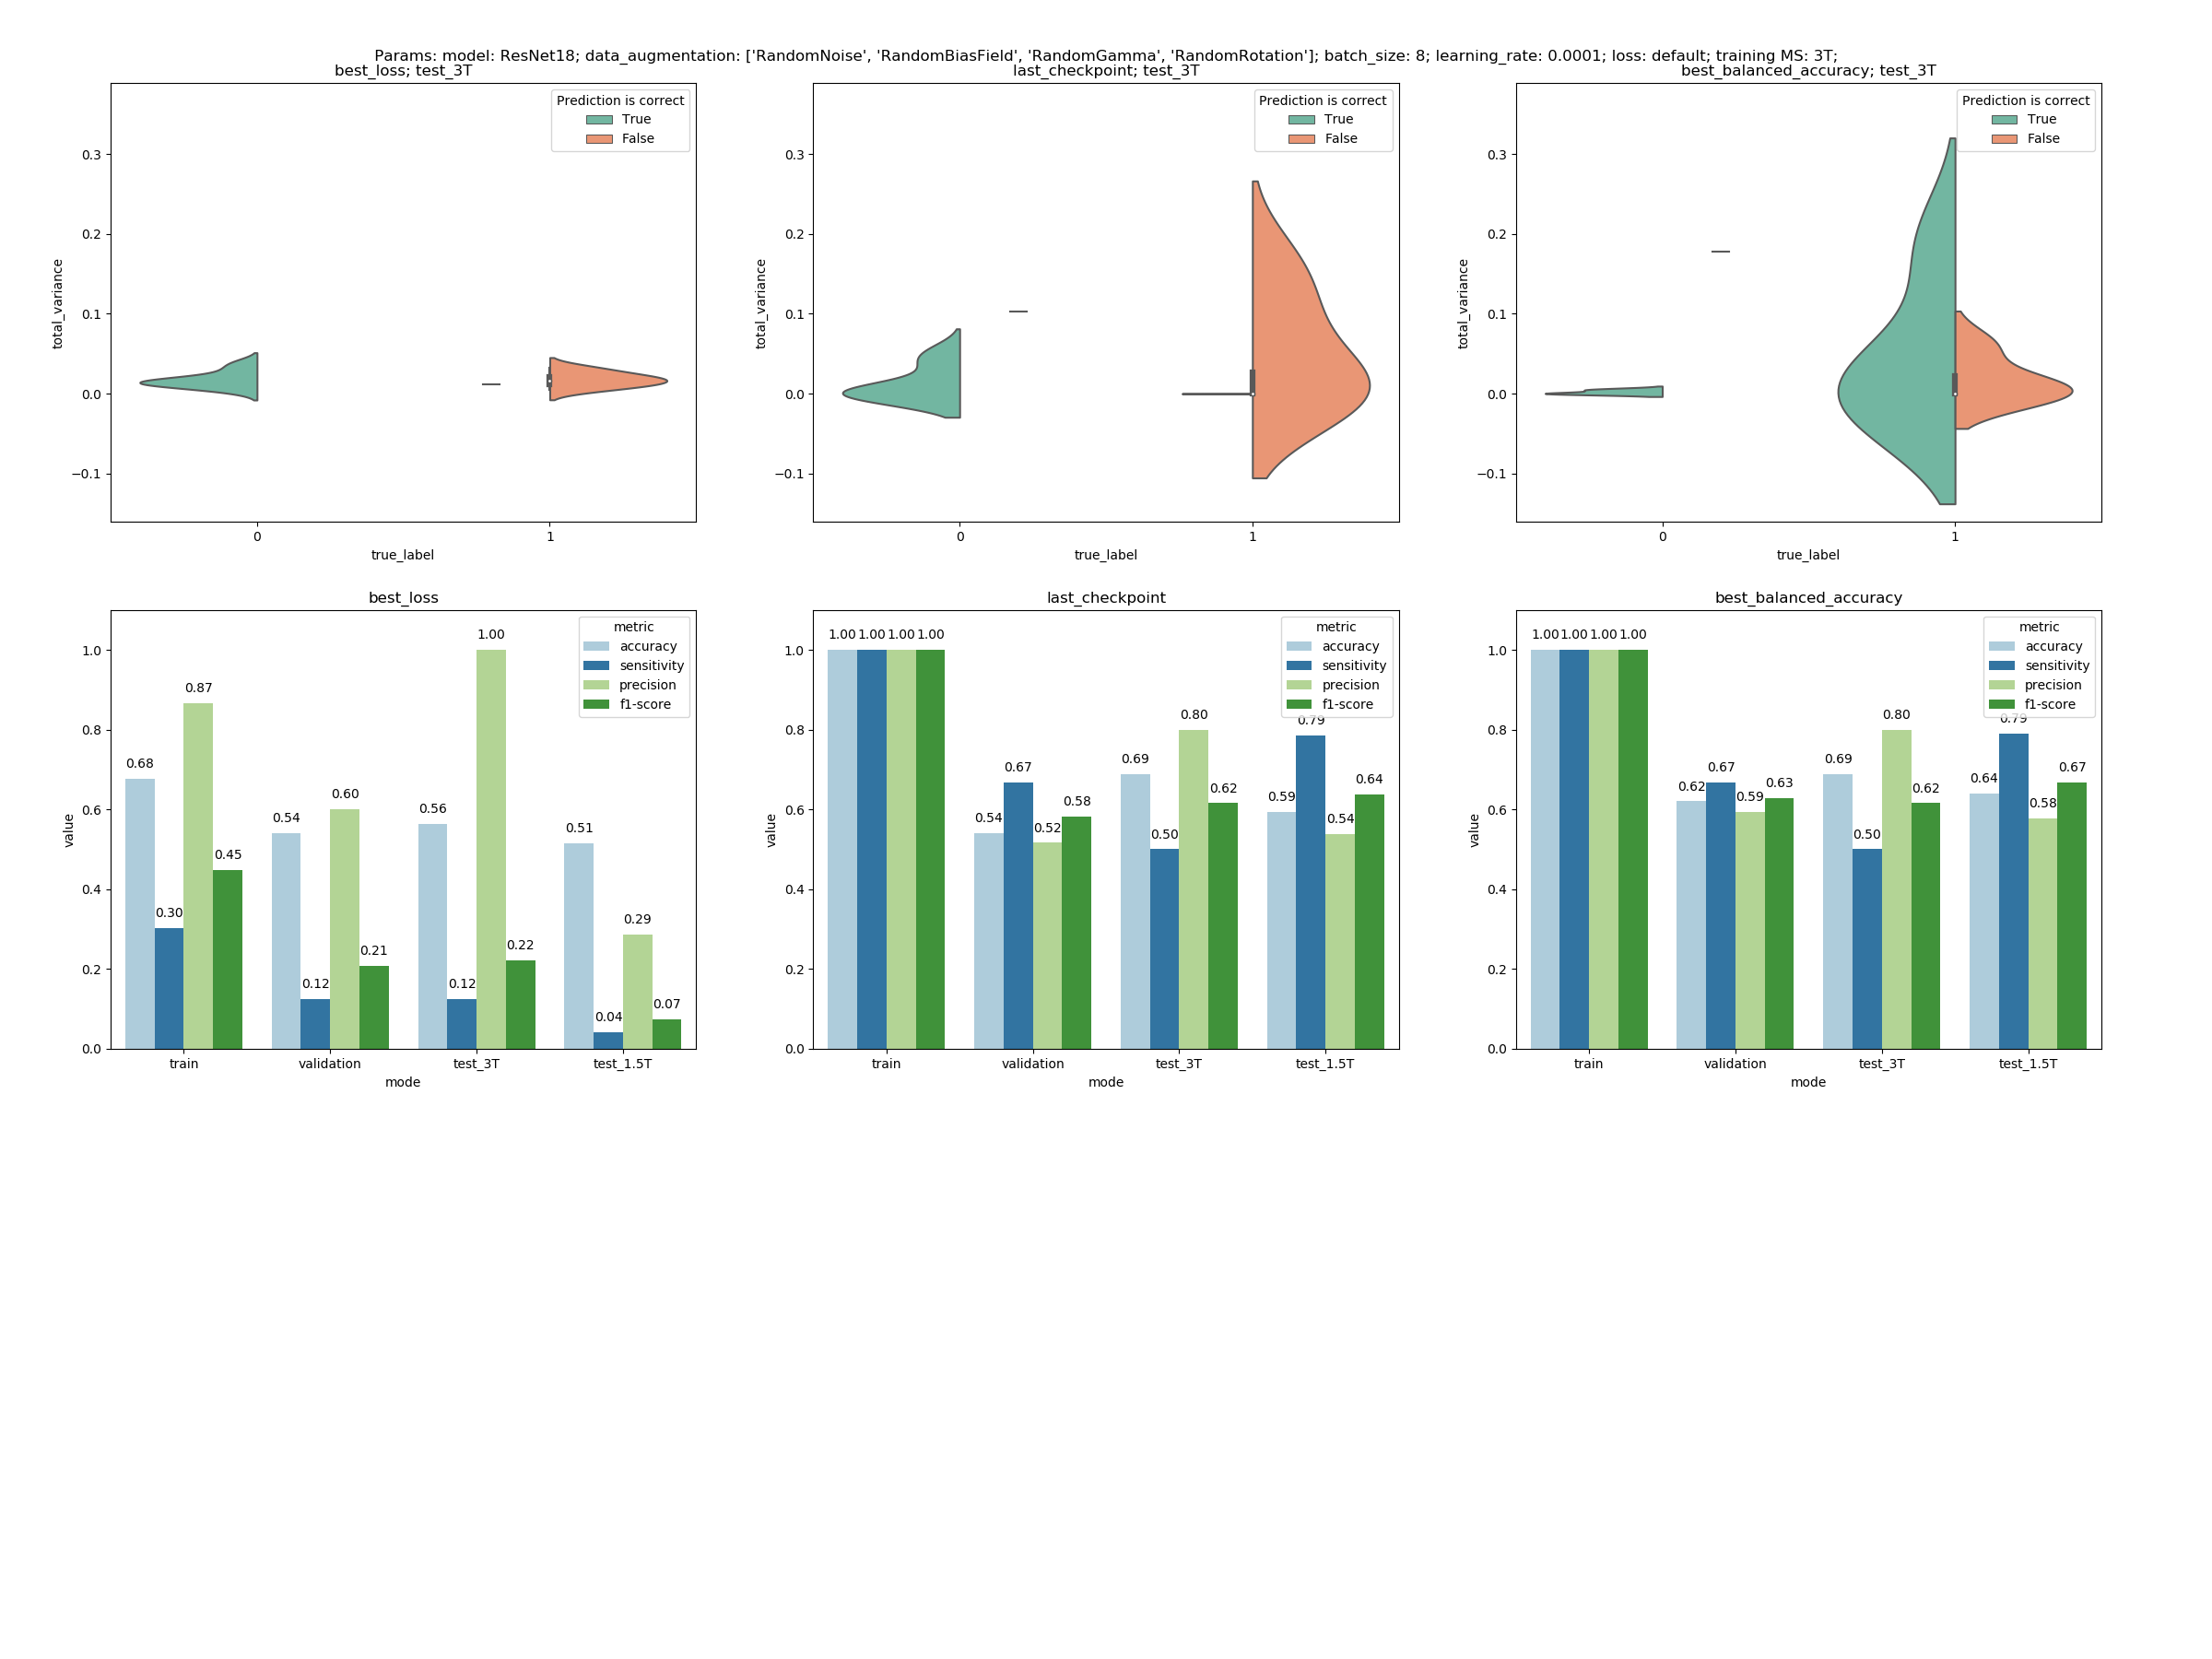 Params: model: ResNet18; data_augmentation: ['RandomNoise', 'RandomBiasField', 'RandomGamma', 'RandomRotation']; batch_size: 8; learning_rate: 0.0001; loss: default; training MS: 3T;
best_loss; test_3T
Prediction is correct
True
False
0.3
0.2
0.1
0.0
−0.1
total_variance
0
1
true_label
last_checkpoint; test_3T
Prediction is correct
True
False
0.3
0.2
0.1
0.0
−0.1
total_variance
0
1
true_label
best_balanced_accuracy; test_3T
Prediction is correct
True
False
0.3
0.2
0.1
0.0
−0.1
total_variance
0
1
true_label
best_loss
metric
accuracy
sensitivity
precision
f1-score
1.0
0.8
0.6
0.4
0.2
0.0
value
0.68
0.30
0.87
0.45
0.54
0.12
0.60
0.21
0.56
0.12
1.00
0.22
0.51
0.04
0.29
0.07
train
validation
test_3T
test_1.5T
mode
last_checkpoint
metric
accuracy
sensitivity
precision
f1-score
1.0
0.8
0.6
0.4
0.2
0.0
value
1.00
1.00
1.00
1.00
0.54
0.67
0.52
0.58
0.69
0.50
0.80
0.62
0.59
0.79
0.54
0.64
train
validation
test_3T
test_1.5T
mode
best_balanced_accuracy
metric
accuracy
sensitivity
precision
f1-score
1.0
0.8
0.6
0.4
0.2
0.0
value
1.00
1.00
1.00
1.00
0.62
0.67
0.59
0.63
0.69
0.50
0.80
0.62
0.64
0.79
0.58
0.67
train
validation
test_3T
test_1.5T
mode